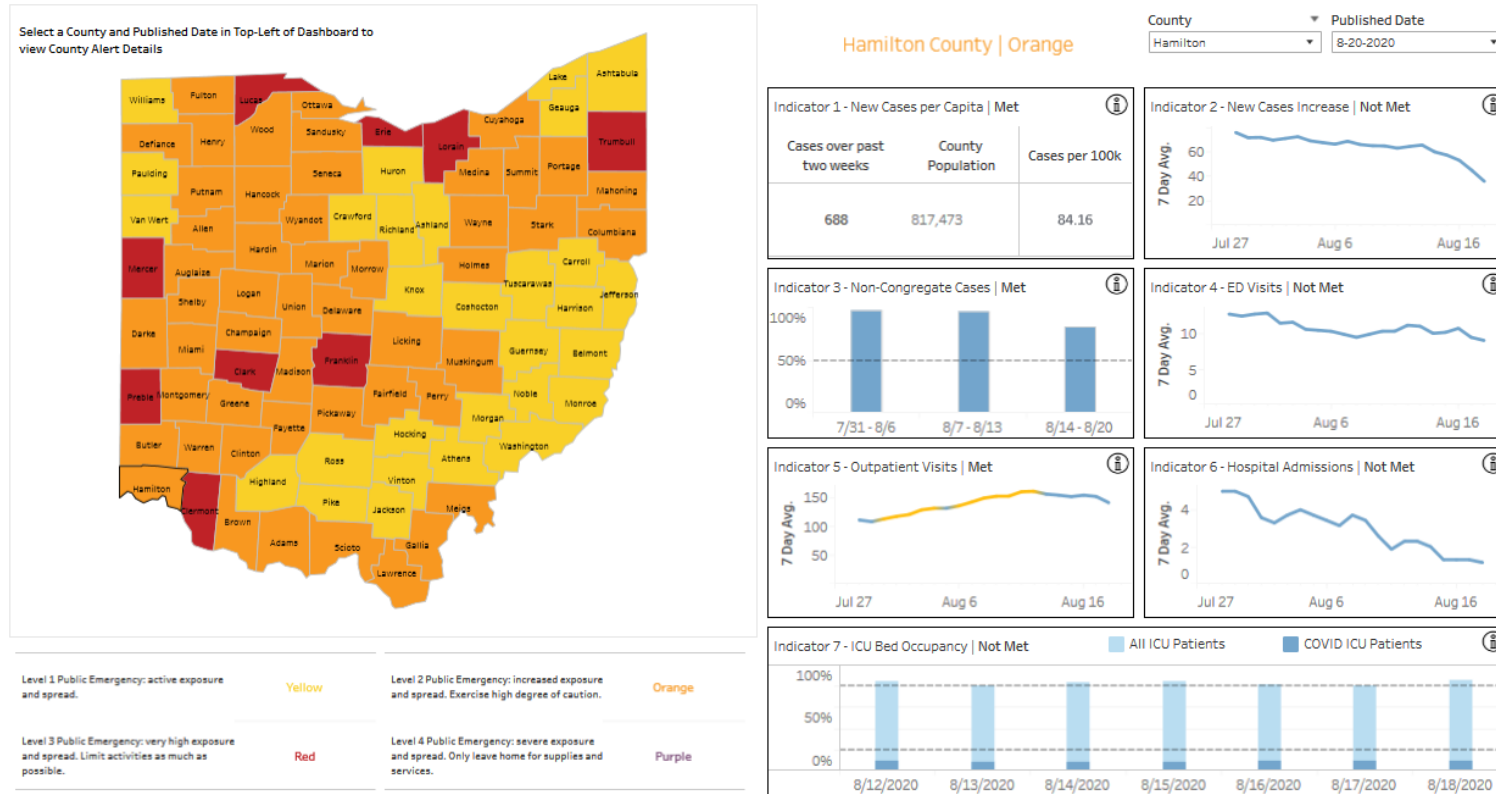 Select a County and Published Date in Top-Left of Dashboard to
view County Alert Details
Williams
Fulton
Lucas
Ottawa
Lake
Ashtabula
Geauga
Cuyahoga
Wood
Sandusky
Erie
Lorain
Trumbull
Defiance
Henry
Paulding
Seneca
Huron
Medina
Summit
Portage
Putnam
Hancock
Mahoning
Van Wert
Allen
Wyandot
Crawford
Richland
Ashland
Wayne
Stark
Columbiana
Hardin
Mercer
Auglaize
Marion
Morrow
Holmes
Carroll
Tuscarawas
Knox
Jefferson
Shelby
Logan
Union
Delaware
Coshocton
Harrison
Darke
Champaign
Miami
Licking
Muskingum
Guernsey
Belmont
Clark
Madison
Franklin
Preble
Montgomery
Greene
Fairfield
Perry
Noble
Monroe
Pickaway
Morgan
Fayette
Butler
Warren
Clinton
Hocking
Washington
Athens
Ross
Hamilton
Highland
Vinton
Clermont
Pike
Jackson
Meigs
Brown
Adams
Scioto
Gallia
Lawrence
Level 1 Public Emergency: active exposure
and spread.
Yellow
Level 2 Public Emergency: increased exposure
and spread. Exercise high degree of caution.
Orange
Level 3 Public Emergency: very high exposure
and spread. Limit activities as much as
possible.
Red
Level 4 Public Emergency: severe exposure
and spread. Only leave home for supplies and
services.
Purple
Hamilton County | Orange
County
Hamilton
Published Date
8-20-2020
Indicator 1 - New Cases per Capita | Met
Cases over past
two weeks
County
Population
Cases per 100k
688
817,473
84.16
Indicator 2 - New Cases Increase | Not Met
7 Day Avg.
60
40
20
Jul 27
Aug 6
Aug 16
Indicator 3 - Non-Congregate Cases | Met
100%
50%
0%
7/31 - 8/6
8/7 - 8/13
8/14 - 8/20
Indicator 4 - ED Visits | Not Met
7 Day Avg.
10
5
0
Jul 27
Aug 6
Aug 16
Indicator 5 - Outpatient Visits | Met
7 Day Avg.
150
100
50
Jul 27
Aug 6
Aug 16
Indicator 6 - Hospital Admissions | Not Met
7 Day Avg.
4
2
0
Jul 27
Aug 6
Aug 16
Indicator 7 - ICU Bed Occupancy | Not Met
All ICU Patients
COVID ICU Patients
100%
50%
0%
8/12/2020
8/13/2020
8/14/2020
8/15/2020
8/16/2020
8/17/2020
8/18/2020